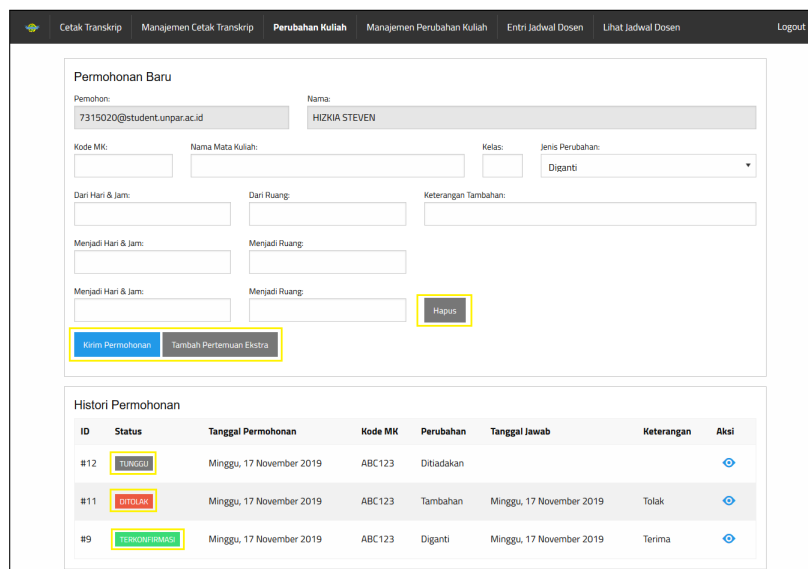 Cetak Transkrip Manajemen Cetak Transkrip Perubahan Kuliah Manajemen Perubahan Kuliah Entri Jadwal Dosen Lihat Jadwal Dosen Logout
Permohonan Baru
Pemohon: Nama:
7315020@student.unpar.ac.id HIZKIA STEVEN
Kode MK: Nama Mata Kuliah: Kelas: Jenis Perubahan:
Diganti
Dari Hari & Jam: Dari Ruang: Keterangan Tambahan:
Menjadi Hari & Jam: Menjadi Ruang:
Menjadi Hari & Jam: Menjadi Ruang:
Hapus
Kirim Permohonan Tambah Pertemuan Ekstra
Histori Permohonan
ID Status Tanggal Permohonan Kode MK Perubahan Tanggal Jawab Keterangan Aksi
#12 TUNGGU Minggu, 17 November 2019 ABC123 Ditiadakan
#11 DITOLAK Minggu, 17 November 2019 ABC123 Tambahan Minggu, 17 November 2019 Tolak
#9 TERKONFIRMASI Minggu, 17 November 2019 ABC123 Diganti Minggu, 17 November 2019 Terima